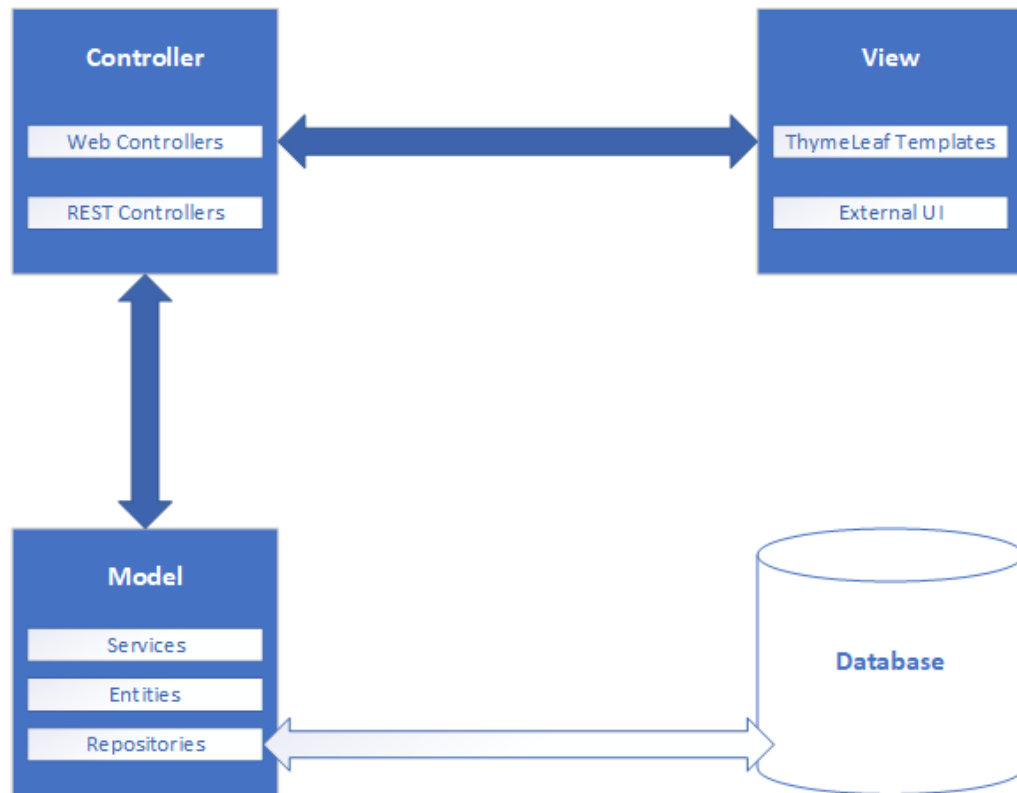 Controller
Web Controllers
REST Controllers
View
ThymeLeaf Templates
External UI
Model
Services
Entities
Repositories
Database